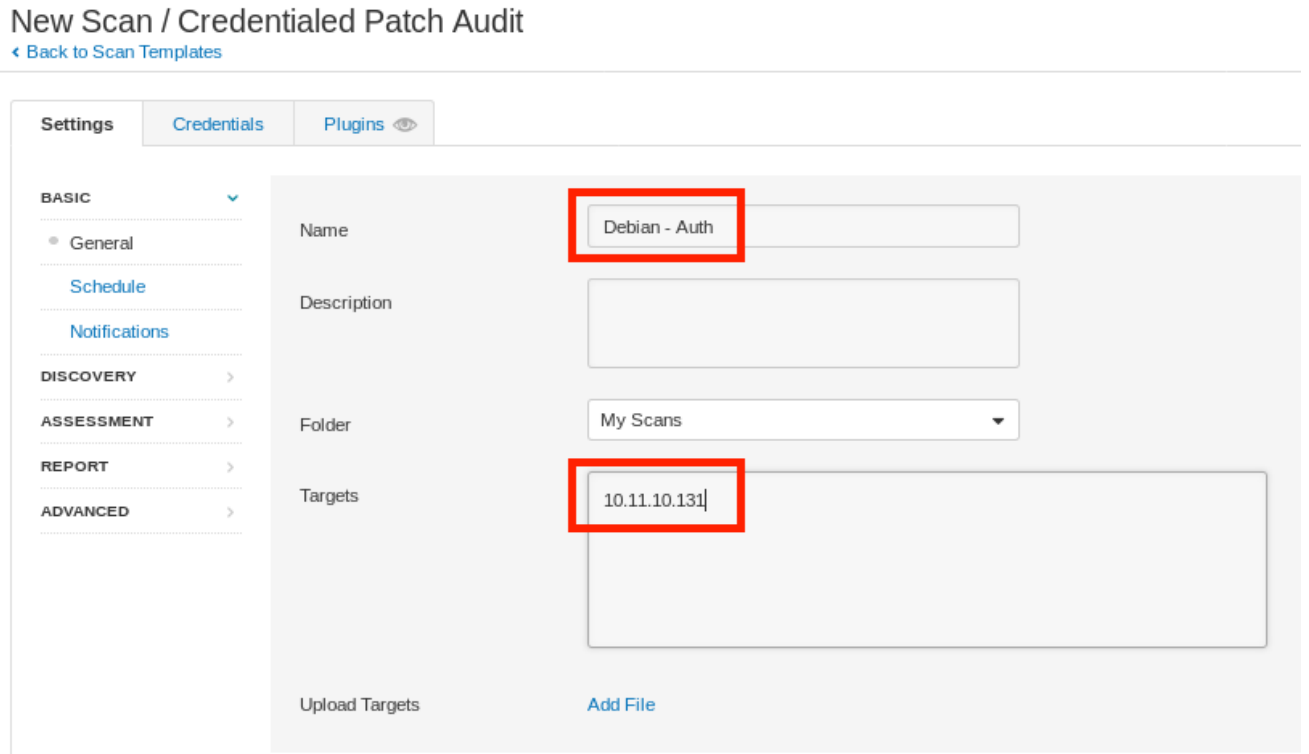 New Scan / Credentialed Patch Audit
‹ Back to Scan Templates
Settings
Credentials
Plugins
BASIC
General
Schedule
Notifications
DISCOVERY
ASSESSMENT
REPORT
ADVANCED
Name
Debian - Auth
Description
Folder
My Scans
Targets
10.11.10.131
Upload Targets
Add File